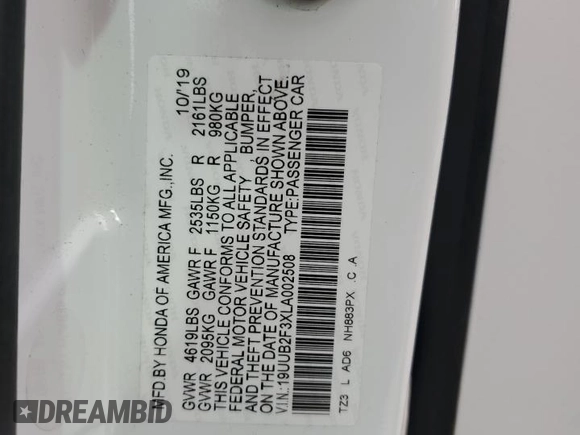 MFD.BY HONDA OF AMERICA MFG.,INC. 10/'19
GVWR 4619LBS GAWR F 2535LBS R 2161LBS
GVWR 2095KG GAWR F 1150KG R 980KG
THIS VEHICLE CONFORMS TO ALL APPLICABLE
FEDERAL MOTOR VEHICLE SAFETY , BUMPER,
AND THEFT PREVENTION STANDARDS IN EFFECT
ON THE DATE OF MANUFACTURE SHOWN ABOVE.
V.I.N.:19UUB2F3XLA002508 TYPE:PASSENGER CAR
TZ3 L AD6 NH883PX .C .A
DREAMBID